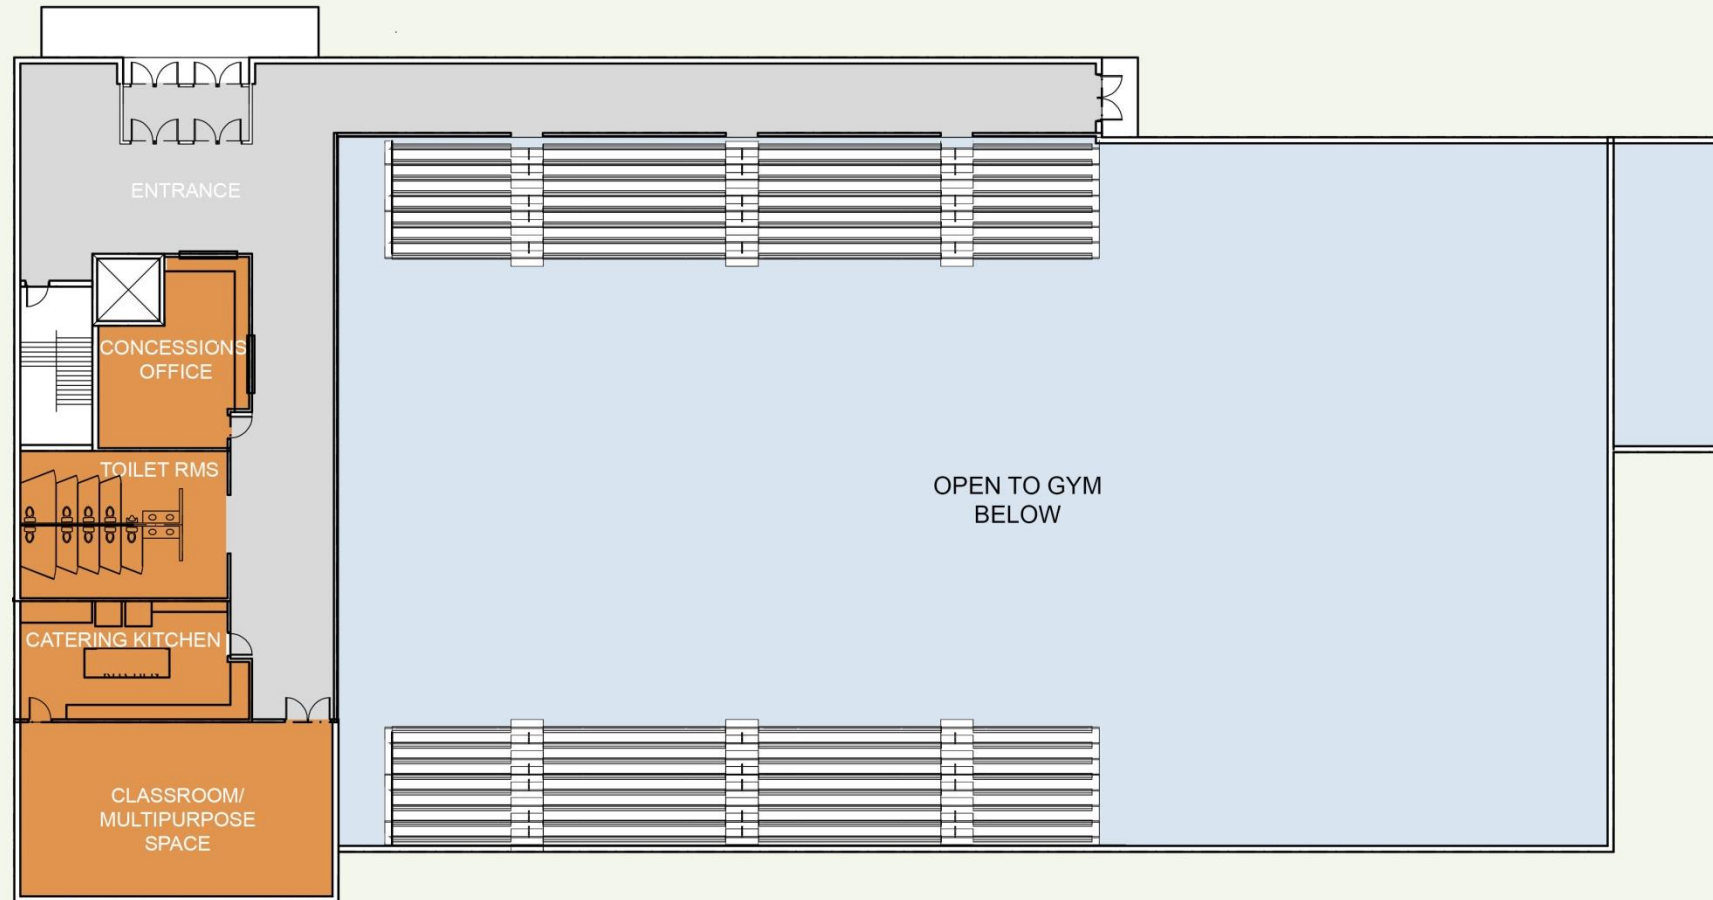 ENTRANCE
CONCESSIONS
OFFICE
TOILET RMS
CATERING KITCHEN
CLASSROOM/
MULTIPURPOSE
SPACE
OPEN TO GYM
BELOW